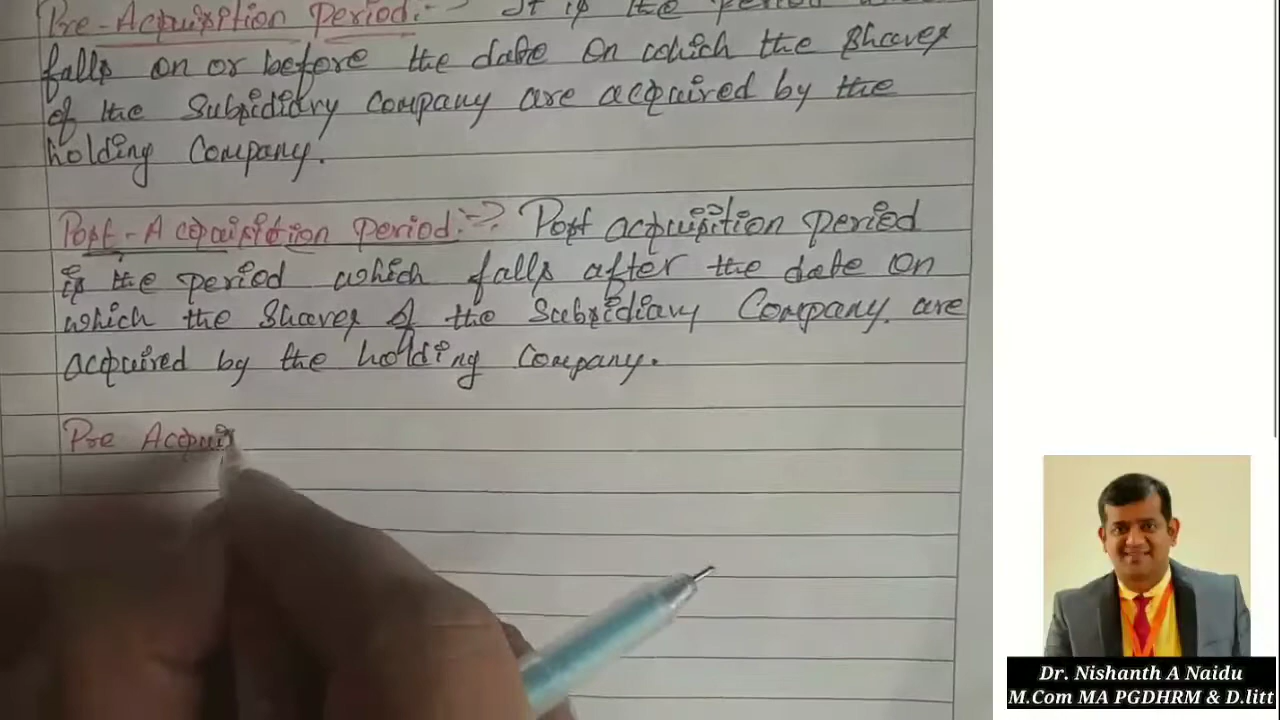 Pre-Acquisition Period:- It is the period
falls on or before the date on which the Shares
of the Subsidiary Company are acquired by the
holding Company.
Post-Acquisition Period:- Post acquisition period
is the period which falls after the date on
which the Shares of the Subsidiary Company are
acquired by the holding Company.
Pre Acqui
Dr. Nishanth A Naidu
M.Com MA PGDHRM & D.litt